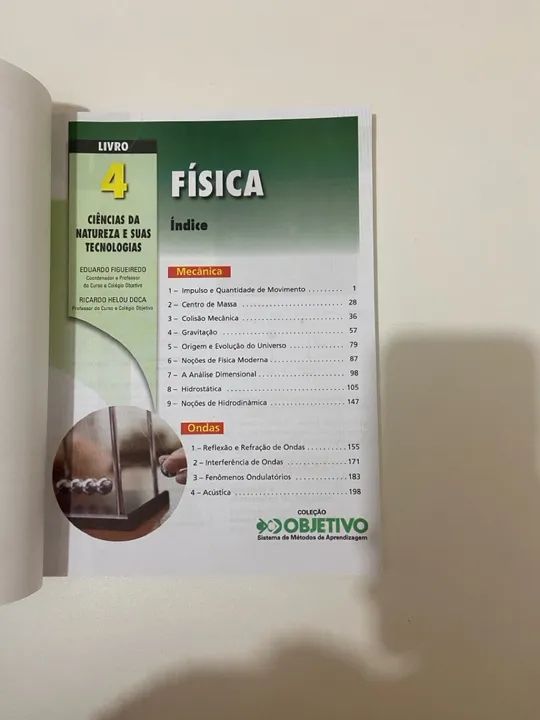 LIVRO
4
CIÊNCIAS DA
NATUREZA E SUAS
TECNOLOGIAS
EDUARDO FIGUEIREDO
Coordenador e Professor
do Curso e Colégio Objetivo
RICARDO HELOU DOCA
Professor do Curso e Colégio Objetivo
FÍSICA
Índice
Mecânica
1 – Impulso e Quantidade de Movimento ......... 1
2 – Centro de Massa ......................... 28
3 – Colisão Mecânica ......................... 36
4 – Gravitação .............................. 57
5 – Origem e Evolução do Universo ............. 79
6 – Noções de Física Moderna .................. 87
7 – A Análise Dimensional ..................... 98
8 – Hidrostática ............................. 105
9 – Noções de Hidrodinâmica .................. 147
Ondas
1 – Reflexão e Refração de Ondas .......... 155
2 – Interferência de Ondas ................ 171
3 – Fenômenos Ondulatórios ............... 183
4 – Acústica ............................. 198
COLEÇÃO
OBJETIVO
Sistema de Métodos de Aprendizagem